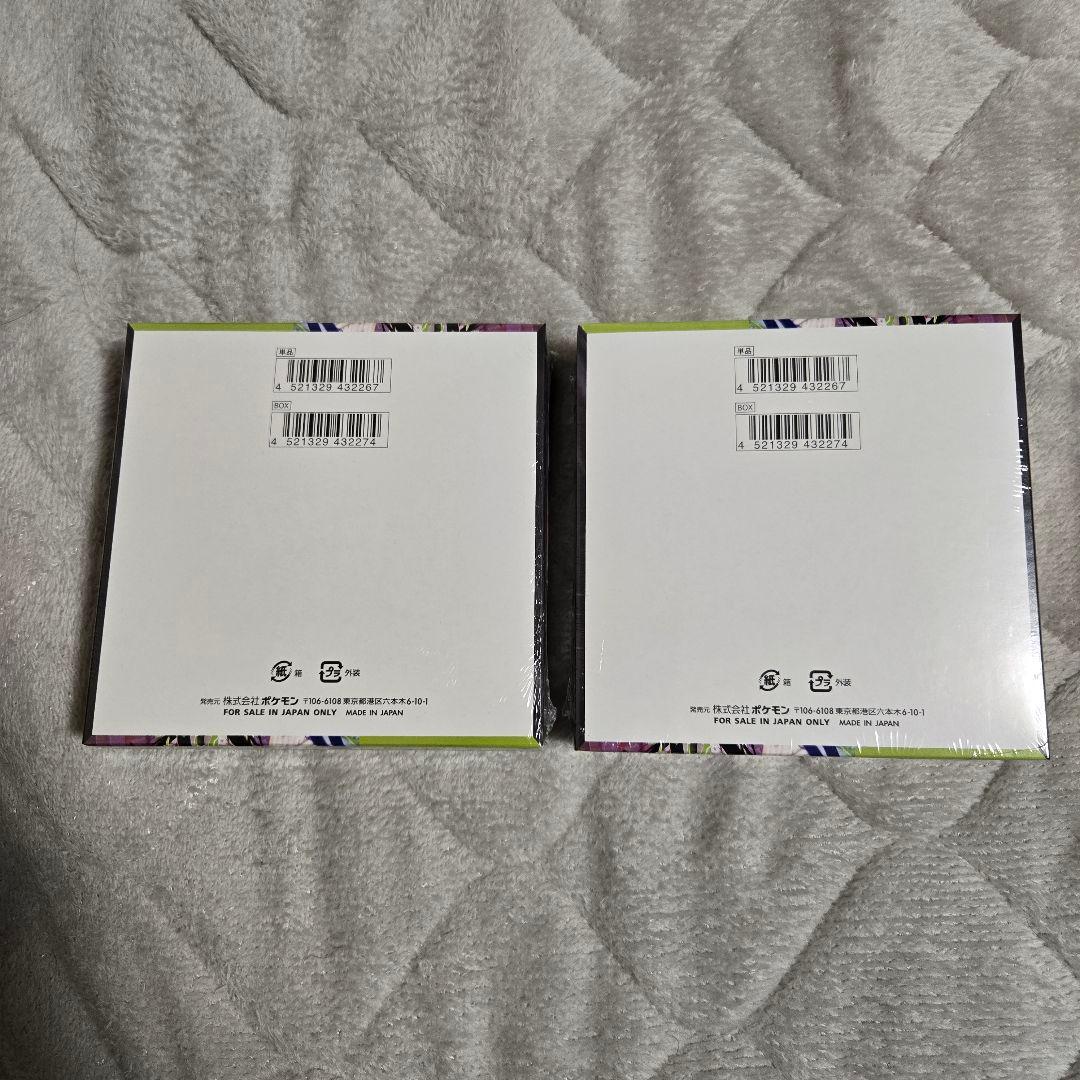 単品
4 521329 432267
BOX
4 521329 432274
紙 箱 プラ 外装
発売元 株式会社ポケモン 〒106-6108 東京都港区六本木6-10-1
FOR SALE IN JAPAN ONLY MADE IN JAPAN
単品
4 521329 432267
BOX
4 521329 432274
紙 箱 プラ 外装
発売元 株式会社ポケモン 〒106-6108 東京都港区六本木6-10-1
FOR SALE IN JAPAN ONLY MADE IN JAPAN